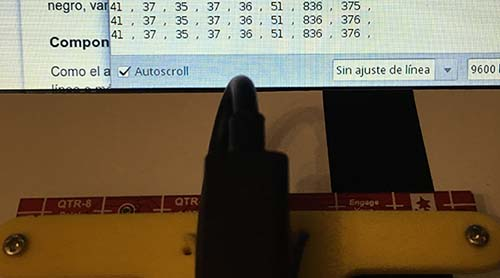 negro, var
41 , 37 , 35 , 37 , 36 , 51 , 836 , 375 ,
41 , 37 , 35 , 37 , 36 , 51 , 836 , 376 ,
41 , 37 , 35 , 37 , 36 , 51 , 836 , 376 ,
Compon
Como el a
Autoscroll
Sin ajuste de línea
9600
QTR-8
QTR-
Engage